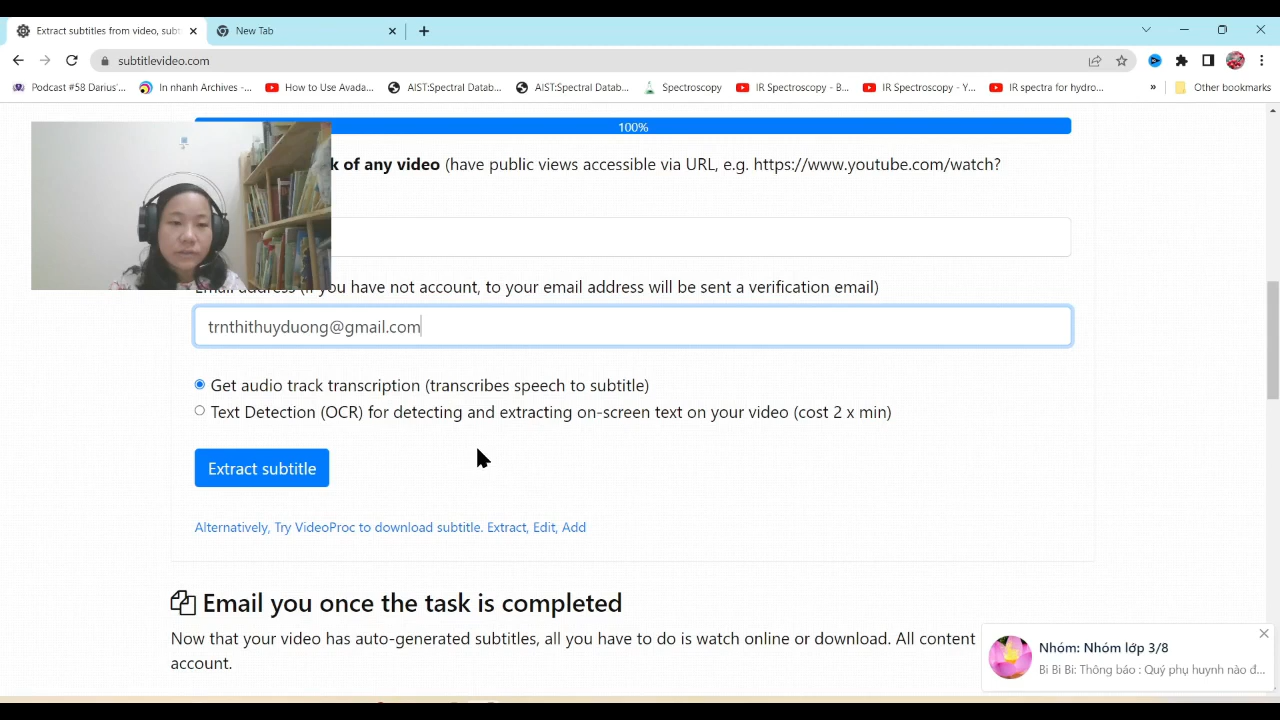 Extract subtitles from video, subt
New Tab
subtitlevideo.com
Podcast #58 Darius'...
In nhanh Archives -...
How to Use Avada...
AIST:Spectral Datab...
AIST:Spectral Datab...
Spectroscopy
IR Spectroscopy - B...
IR Spectroscopy - Y...
IR spectra for hydro...
»
Other bookmarks
100%
k of any video (have public views accessible via URL, e.g. https://www.youtube.com/watch?
Email address (if you have not account, to your email address will be sent a verification email)
trnthithuyduong@gmail.com
Get audio track transcription (transcribes speech to subtitle)
Text Detection (OCR) for detecting and extracting on-screen text on your video (cost 2 x min)
Extract subtitle
Alternatively, Try VideoProc to download subtitle. Extract, Edit, Add
Email you once the task is completed
Now that your video has auto-generated subtitles, all you have to do is watch online or download. All content
account.
Nhóm: Nhóm lớp 3/8
Bi Bi Bi: Thông báo : Quý phụ huynh nào đ...